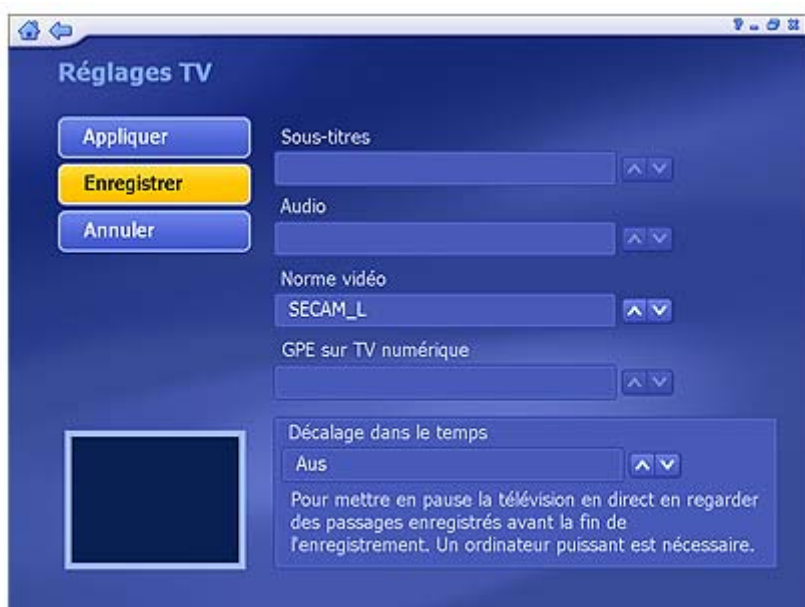 Réglages TV
Appliquer
Enregistrer
Annuler
Sous-titres
Audio
Norme vidéo
SECAM_L
GPE sur TV numérique
Décalage dans le temps
Aus
Pour mettre en pause la télévision en direct en regarder
des passages enregistrés avant la fin de
l'enregistrement. Un ordinateur puissant est nécessaire.